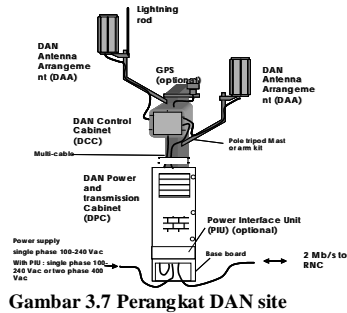 Lightning
rod
DAN
Antenna
Arrangeme
nt (DAA)
GPS
(optional)
DAN
Antenna
Arrangeme
nt (DAA)
DAN Control
Cabinet
(DCC)
Pole tripod Mast
or arm kit
Multi-cable
DAN Power
and
transmission
Cabinet
(DPC)
Power Interface Unit
(PIU) (optional)
Power supply
single phase 100-240 Vac
With PIU : single phase 100-
240 Vac or two phase 400
Vac
Base board
2 Mb/s to
RNC
Gambar 3.7 Perangkat DAN site